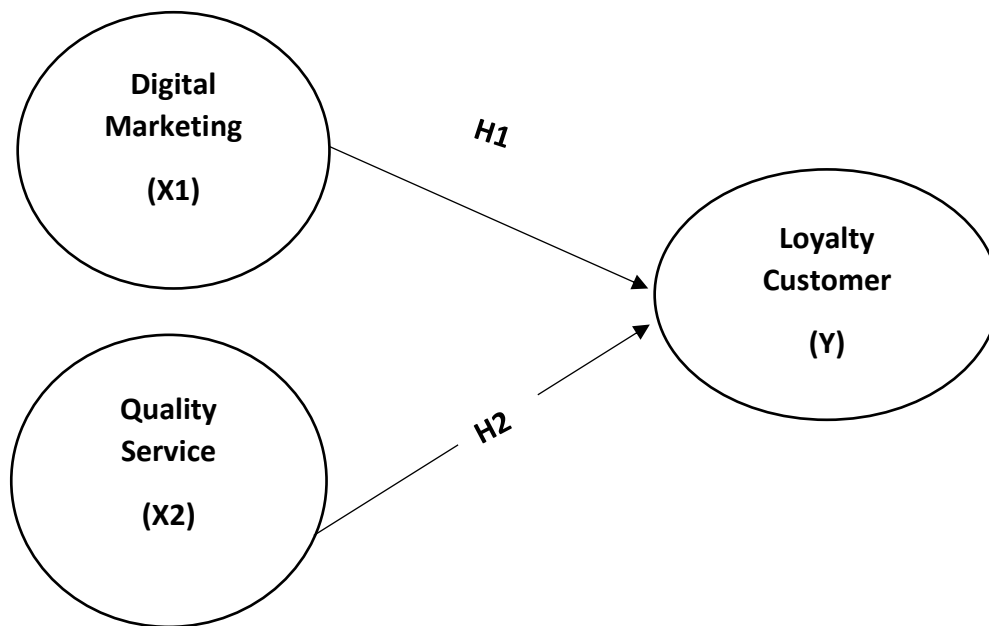 Digital
Marketing
(X1)
H1
Loyalty
Customer
(Y)
Quality
Service
(X2)
H2